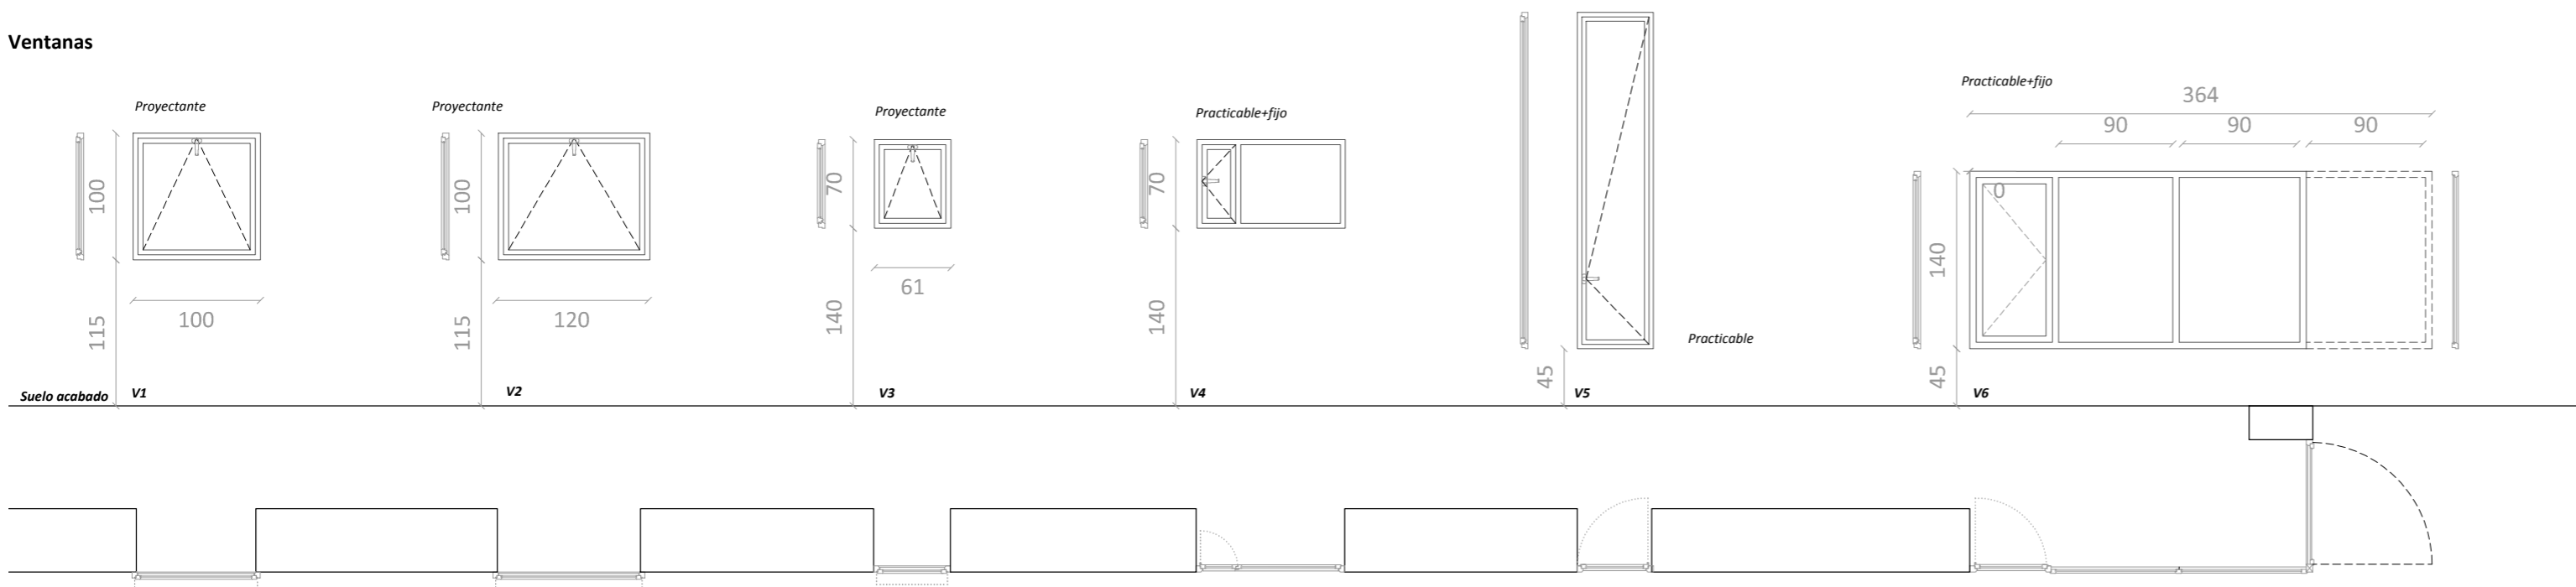 Ventanas
Proyectante
100
115
100
V1
Suelo acabado
Proyectante
100
115
120
V2
Proyectante
70
140
61
V3
Practicable+fijo
70
140
V4
Practicable
45
V5
Practicable+fijo
364
90
90
90
0
140
45
V6